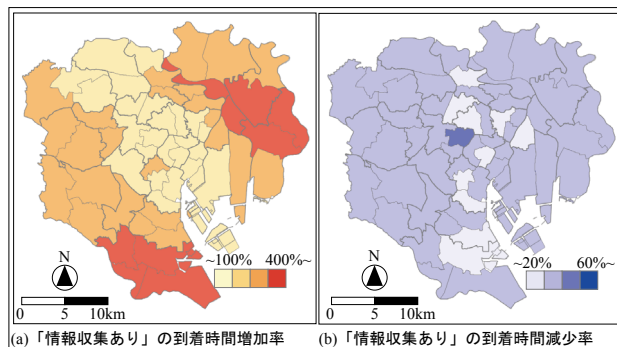 ~100% 400%~
N
0 5 10km
(a)「情報収集あり」の到着時間増加率
~20% 60%~
N
0 5 10km
(b)「情報収集あり」の到着時間減少率